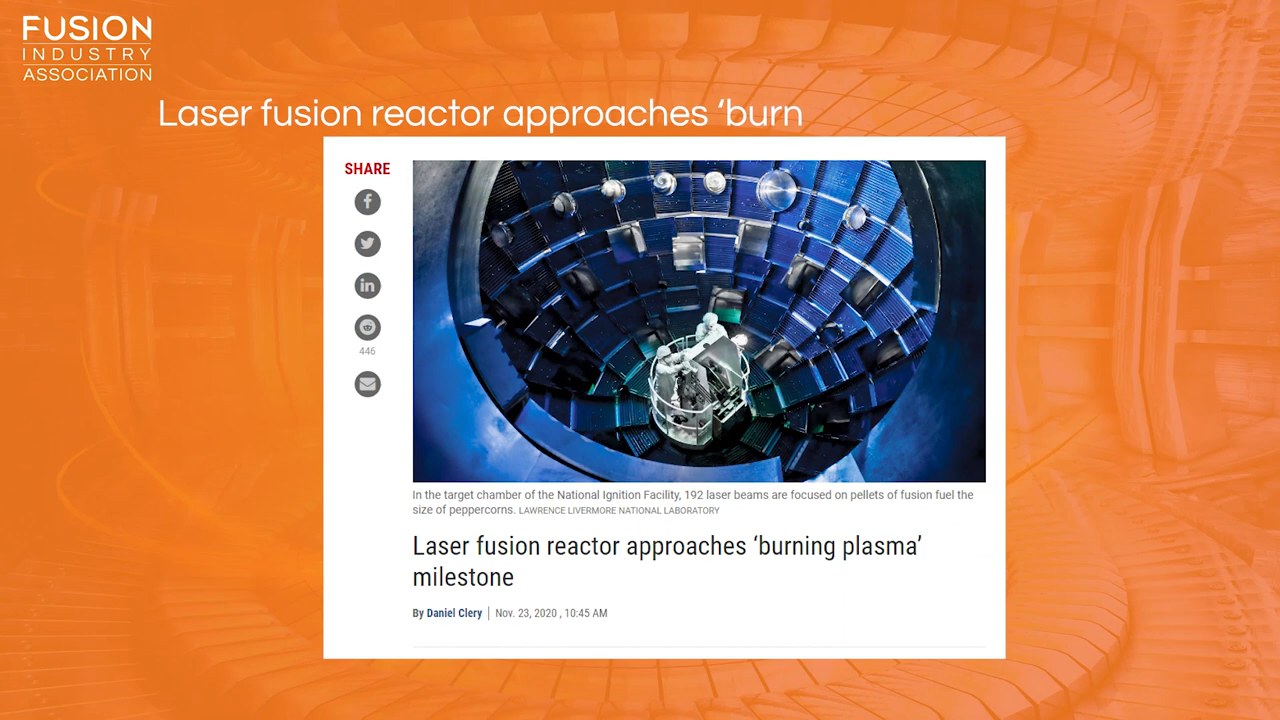 FUSION
INDUSTRY
ASSOCIATION
Laser fusion reactor approaches ‘burn
SHARE
446
In the target chamber of the National Ignition Facility, 192 laser beams are focused on pellets of fusion fuel the
size of peppercorns. LAWRENCE LIVERMORE NATIONAL LABORATORY
Laser fusion reactor approaches ‘burning plasma’
milestone
By Daniel Clery | Nov. 23, 2020 , 10:45 AM